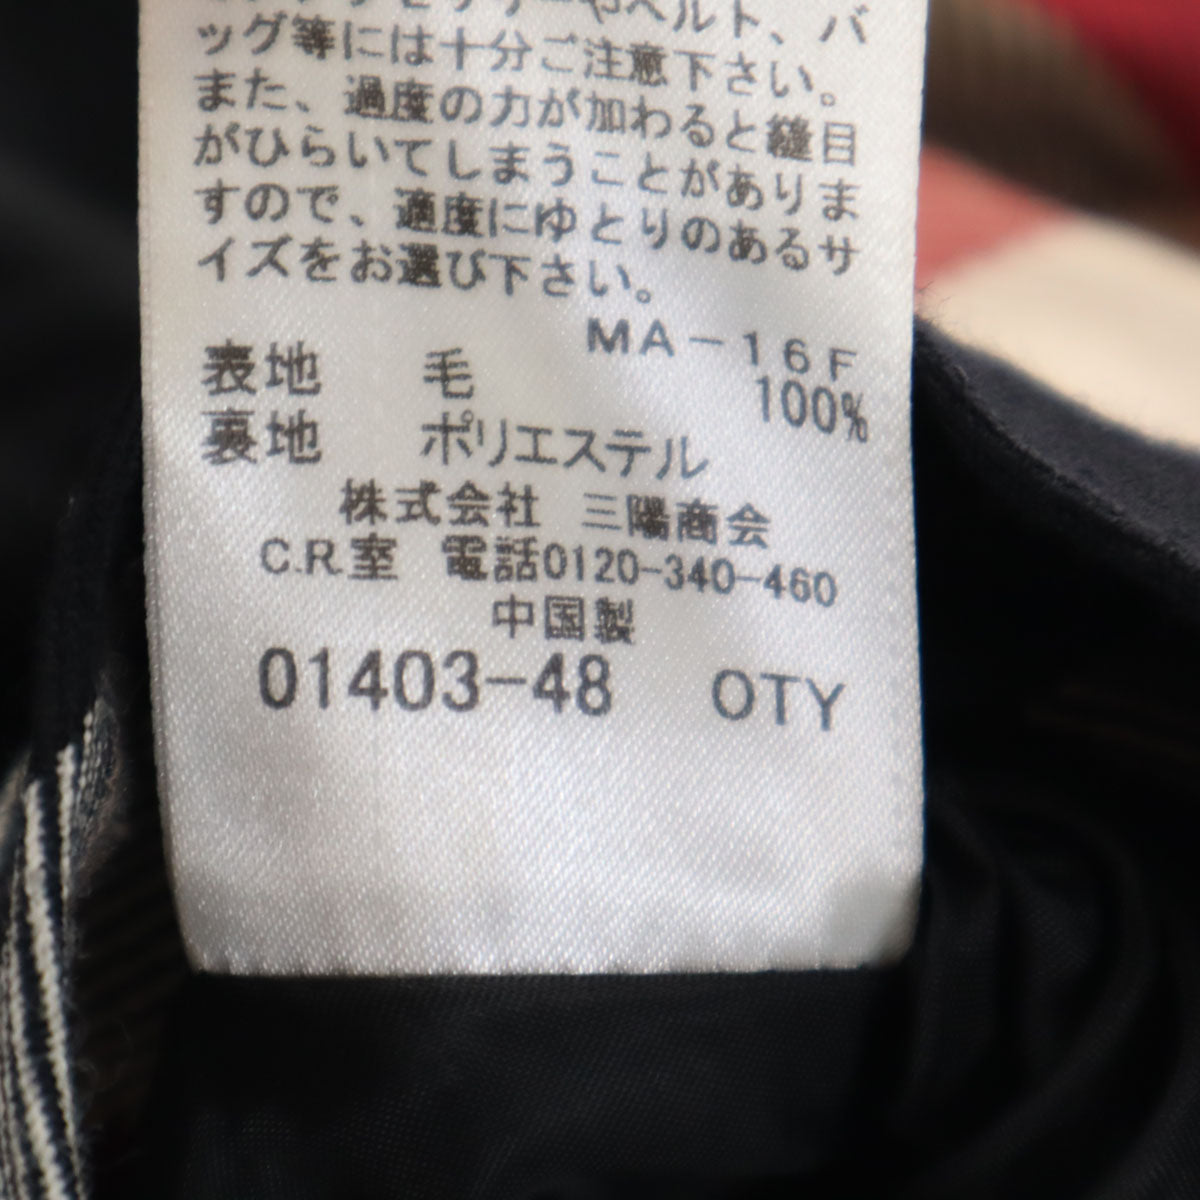 やベルト、バ
ッグ等には十分ご注意下さい。
また、過度の力が加わると縫目
がひらいてしまうことがありま
すので、適度にゆとりのあるサ
イズをお選び下さい。
MA-16F
表地 毛 100%
裏地 ポリエステル
株式会社 三陽商会
C.R.室 電話0120-340-460
中国製
01403-48 OTY